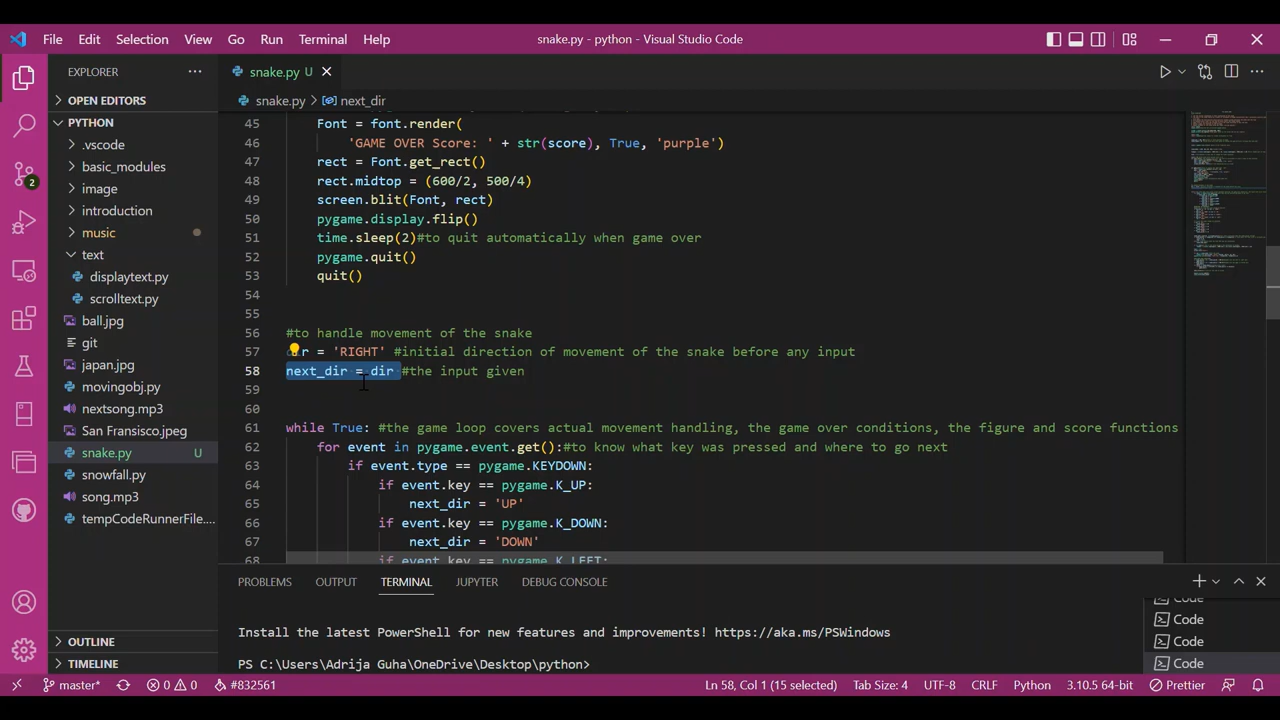 File Edit Selection View Go Run Terminal Help snake.py - python - Visual Studio Code
EXPLORER
snake.py U
OPEN EDITORS
snake.py > next_dir
PYTHON
.vscode
basic_modules
image
introduction
music
text
displaytext.py
scrolltext.py
ball.jpg
git
japan.jpg
movingobj.py
nextsong.mp3
San Fransisco.jpeg
snake.py U
snowfall.py
song.mp3
tempCodeRunnerFile....
OUTLINE
TIMELINE
2
45 Font = font.render(
46 'GAME OVER Score: ' + str(score), True, 'purple')
47 rect = Font.get_rect()
48 rect.midtop = (600/2, 500/4)
49 screen.blit(Font, rect)
50 pygame.display.flip()
51 time.sleep(2)#to quit automatically when game over
52 pygame.quit()
53 quit()
54
55
56 #to handle movement of the snake
57 dir = 'RIGHT' #initial direction of movement of the snake before any input
58 next_dir = dir #the input given
59
60
61 while True: #the game loop covers actual movement handling, the game over conditions, the figure and score functions
62 for event in pygame.event.get():#to know what key was pressed and where to go next
63 if event.type == pygame.KEYDOWN:
64 if event.key == pygame.K_UP:
65 next_dir = 'UP'
66 if event.key == pygame.K_DOWN:
67 next_dir = 'DOWN'
68 if event.key == pygame.K_LEFT:
PROBLEMS OUTPUT TERMINAL JUPYTER DEBUG CONSOLE
Install the latest PowerShell for new features and improvements! https://aka.ms/PSWindows
PS C:\Users\Adrija Guha\OneDrive\Desktop\python>
Code
Code
Code
Code
master* 0 0 #832561 Ln 58, Col 1 (15 selected) Tab Size: 4 UTF-8 CRLF Python 3.10.5 64-bit Prettier